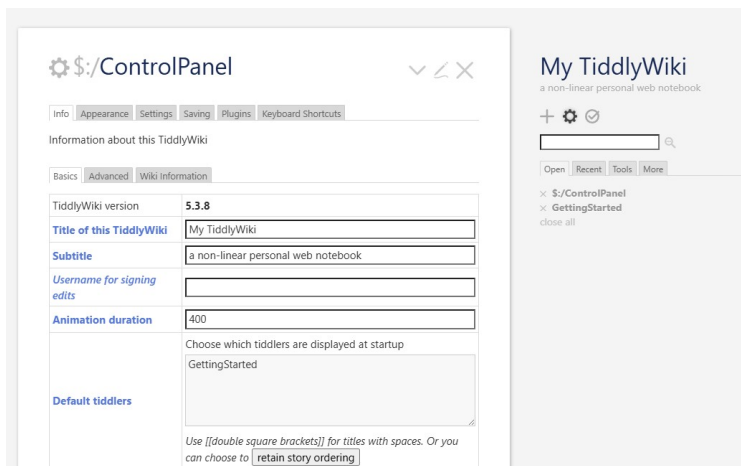 $:/ControlPanel
Info Appearance Settings Saving Plugins Keyboard Shortcuts
Information about this TiddlyWiki
Basics Advanced Wiki Information
TiddlyWiki version 5.3.8
Title of this TiddlyWiki My TiddlyWiki
Subtitle a non-linear personal web notebook
Username for signing
edits
Animation duration 400
Choose which tiddlers are displayed at startup
GettingStarted
Default tiddlers
Use [[double square brackets]] for titles with spaces. Or you
can choose to retain story ordering
My TiddlyWiki
a non-linear personal web notebook
Open Recent Tools More
× $:/ControlPanel
× GettingStarted
close all